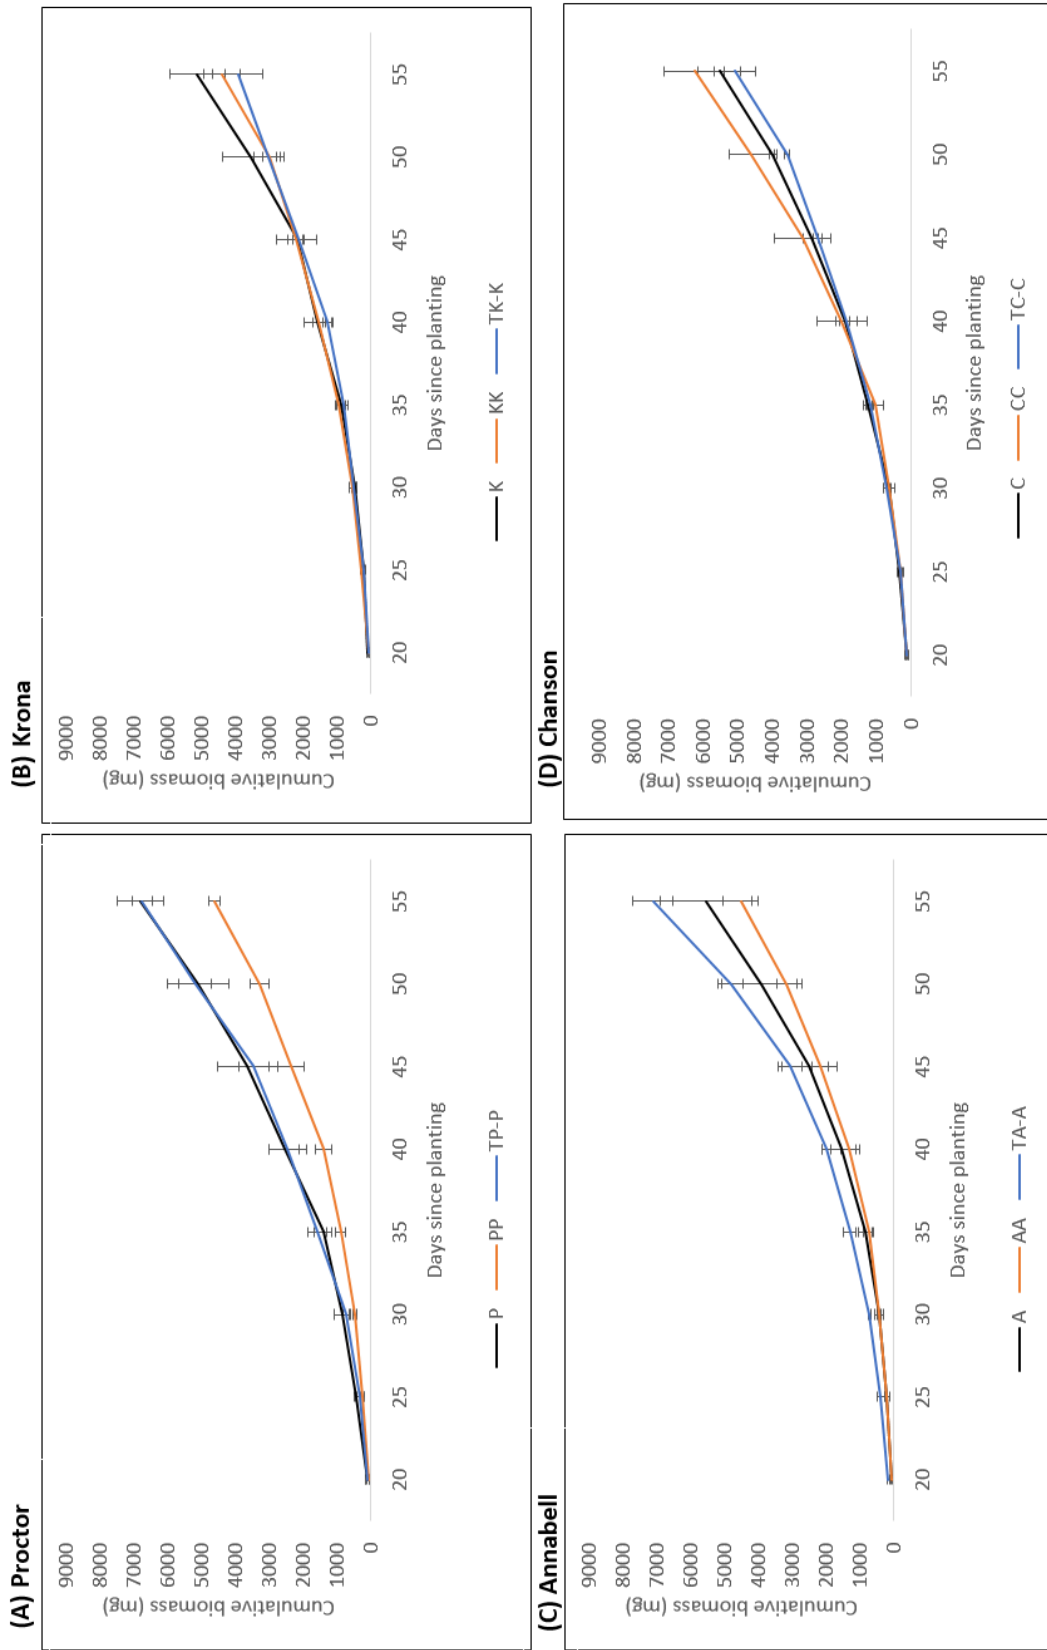 (A) Proctor
Cumulative biomass (mg)
9000
8000
7000
6000
5000
4000
3000
2000
1000
0
20 25 30 35 40 45 50 55
Days since planting
P PP TP-P
(B) Krona
Cumulative biomass (mg)
9000
8000
7000
6000
5000
4000
3000
2000
1000
0
20 25 30 35 40 45 50 55
Days since planting
K KK TK-K
(C) Annabell
Cumulative biomass (mg)
9000
8000
7000
6000
5000
4000
3000
2000
1000
0
20 25 30 35 40 45 50 55
Days since planting
A AA TA-A
(D) Chanson
Cumulative biomass (mg)
9000
8000
7000
6000
5000
4000
3000
2000
1000
0
20 25 30 35 40 45 50 55
Days since planting
C CC TC-C